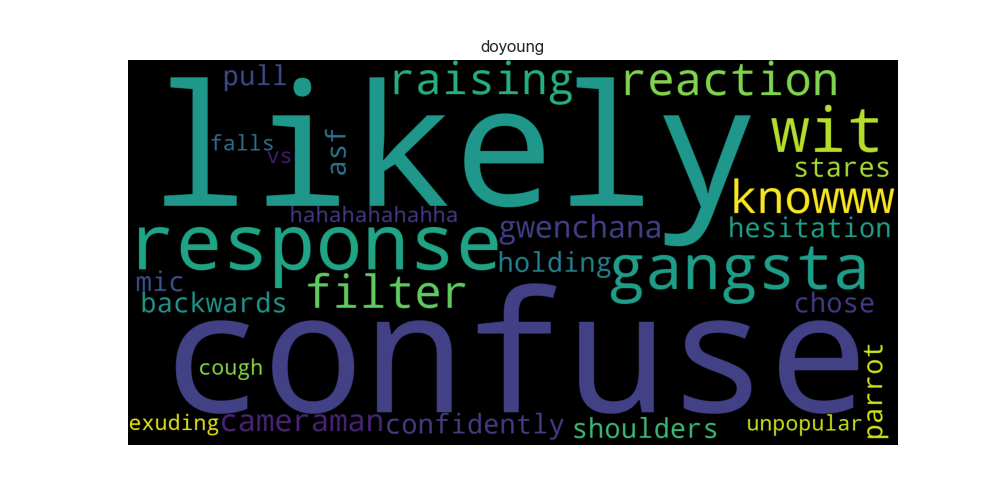 doyoung
pull
raising
reaction
likely
wit
falls
vs
asf
stares
knowww
hahahahahahha
gwenchana
hesitation
response
holding
gangsta
mic
filter
backwards
chose
confuse
cough
parrot
exuding
cameraman
confidently
shoulders
unpopular